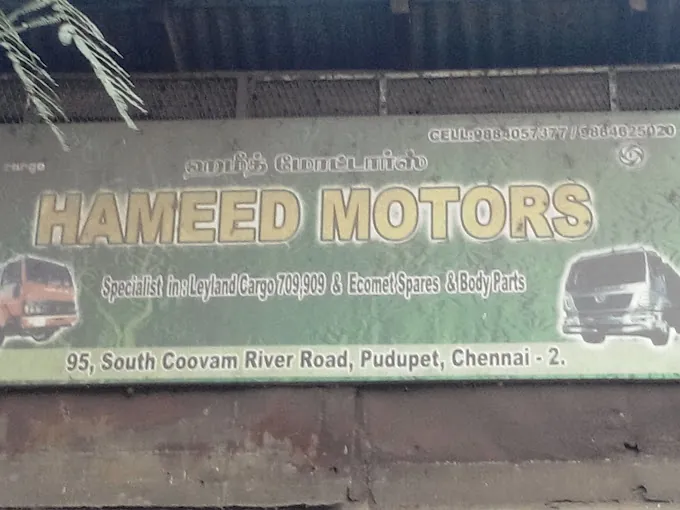 CELL:9884057377 / 9884825020
cargo
ஹமீத் மோட்டார்ஸ்
HAMEED MOTORS
Specialist in : Leyland Cargo 709,909 & Ecomet Spares & Body Parts
95, South Coovam River Road, Pudupet, Chennai - 2.